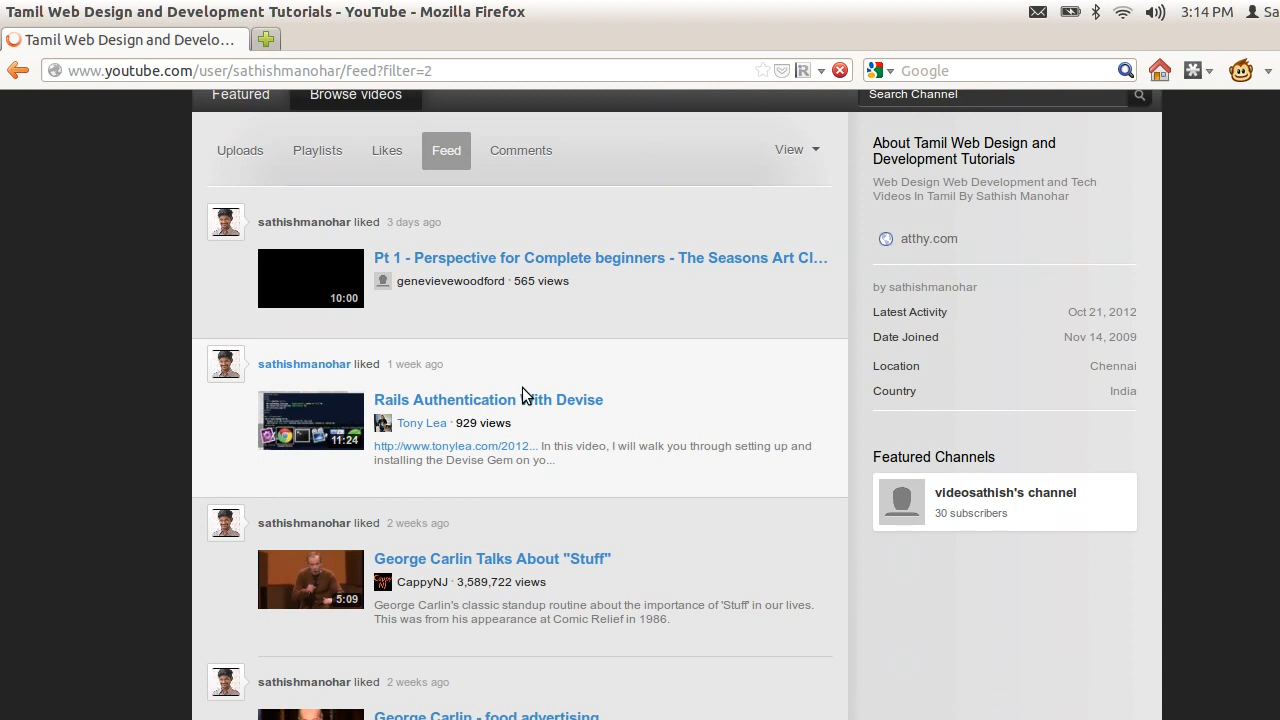 Tamil Web Design and Development Tutorials - YouTube - Mozilla Firefox
3:14 PM
Sa
Tamil Web Design and Develo...
www.youtube.com/user/sathishmanohar/feed?filter=2
Google
Featured
Browse videos
Search Channel
Uploads
Playlists
Likes
Feed
Comments
View
sathishmanohar liked 3 days ago
10:00
Pt 1 - Perspective for Complete beginners - The Seasons Art Cl...
genevievewoodford · 565 views
sathishmanohar liked 1 week ago
11:24
Rails Authentication with Devise
Tony Lea · 929 views
http://www.tonylea.com/2012... In this video, I will walk you through setting up and
installing the Devise Gem on yo...
sathishmanohar liked 2 weeks ago
5:09
George Carlin Talks About "Stuff"
Cappy NJ
CappyNJ · 3,589,722 views
George Carlin's classic standup routine about the importance of 'Stuff' in our lives.
This was from his appearance at Comic Relief in 1986.
sathishmanohar liked 2 weeks ago
George Carlin - food advertising
About Tamil Web Design and
Development Tutorials
Web Design Web Development and Tech
Videos In Tamil By Sathish Manohar
atthy.com
by sathishmanohar
Latest Activity Oct 21, 2012
Date Joined Nov 14, 2009
Location Chennai
Country India
Featured Channels
videosathish's channel
30 subscribers